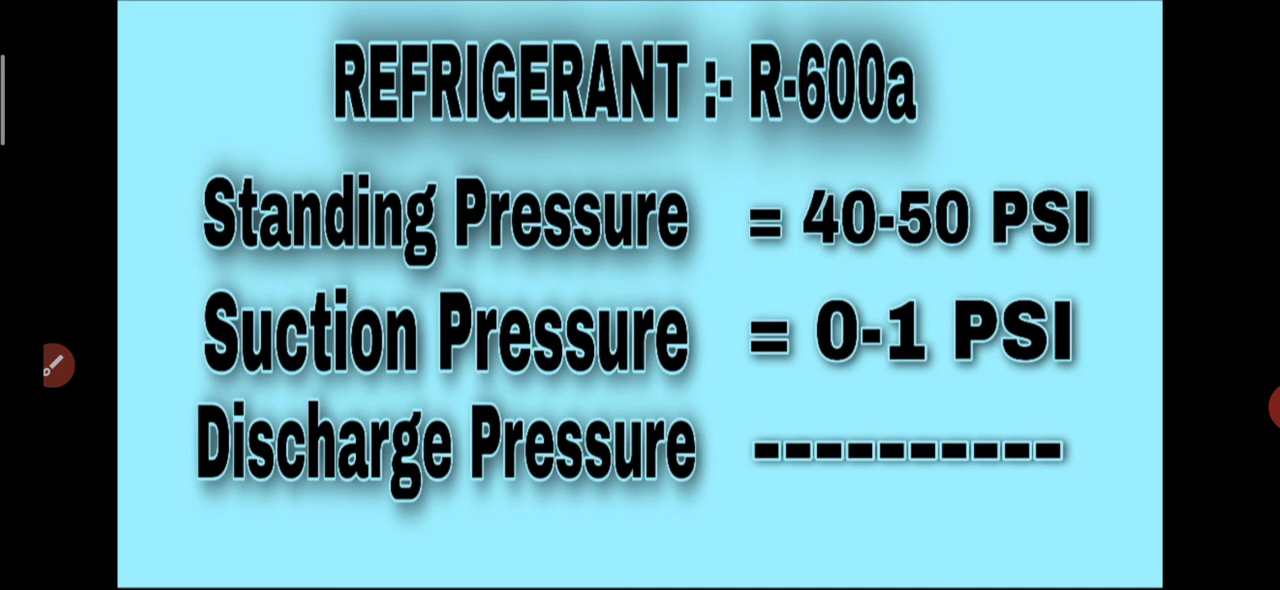 REFRIGERANT :- R-600a
Standing Pressure = 40-50 PSI
Suction Pressure = 0-1 PSI
Discharge Pressure ----------